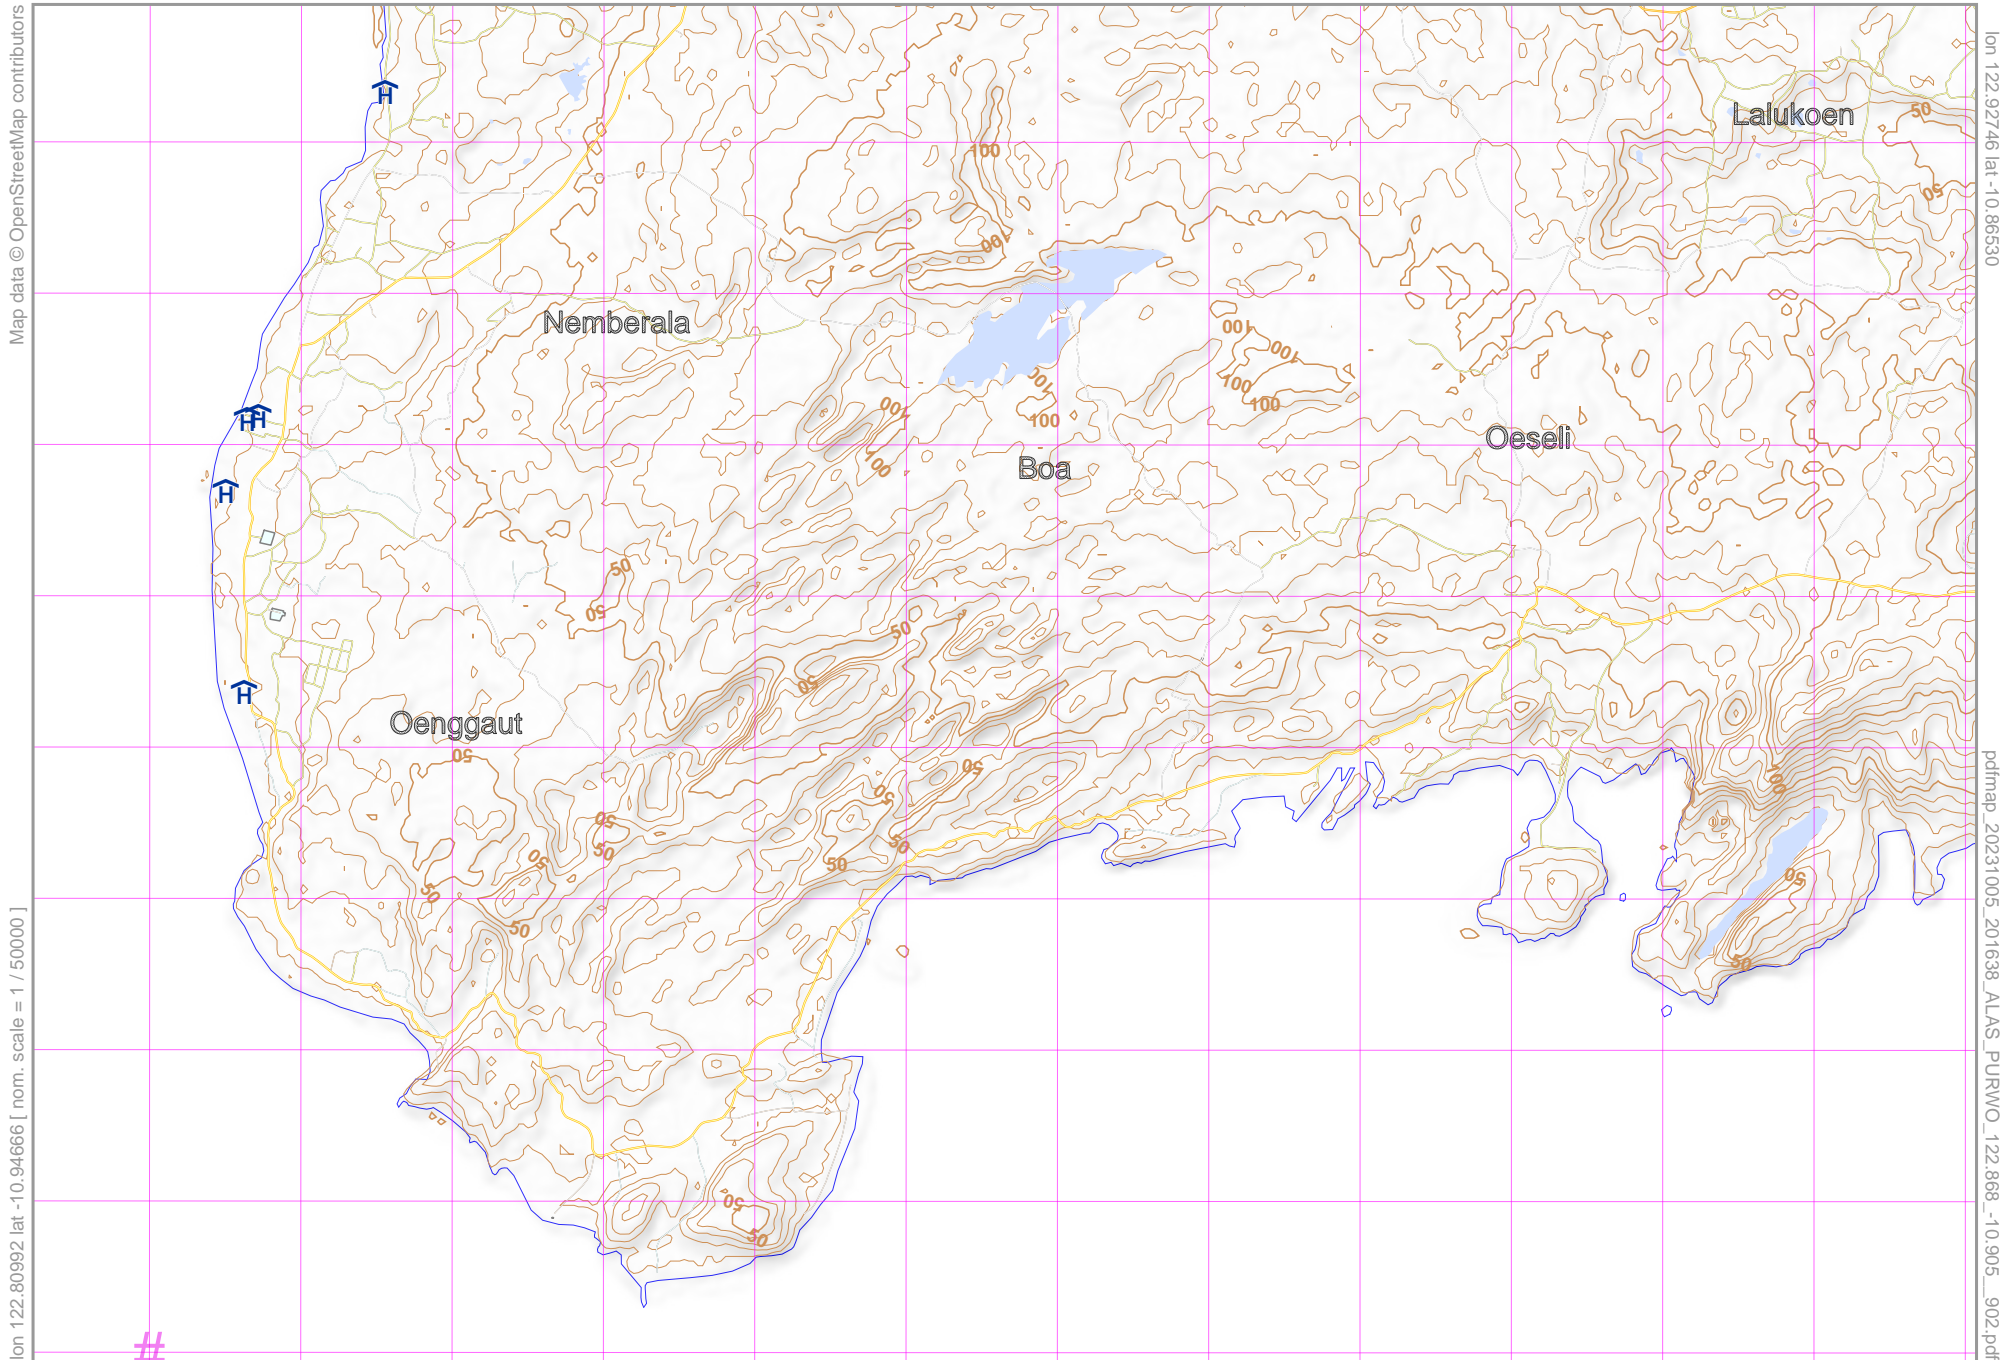 Map data © OpenStreetMap contributors
lon 122.80992 lat -10.94666 [ nom. scale = 1 / 50000 ]
lon 122.92746 lat -10.86530
pdfmap_20231005_201638_ALAS_PURWO_122.868_-10.905__902.pdf
H
Lalukoen
50
100
50
100
Nemberala
100
100
100
100
100
100
100
H
H
Oeseli
100
Boa
H
50
50
50
50
H
Oenggaut
50
50
100
50
50
50
50
50
50
50
50
50
50
50
50
50
#